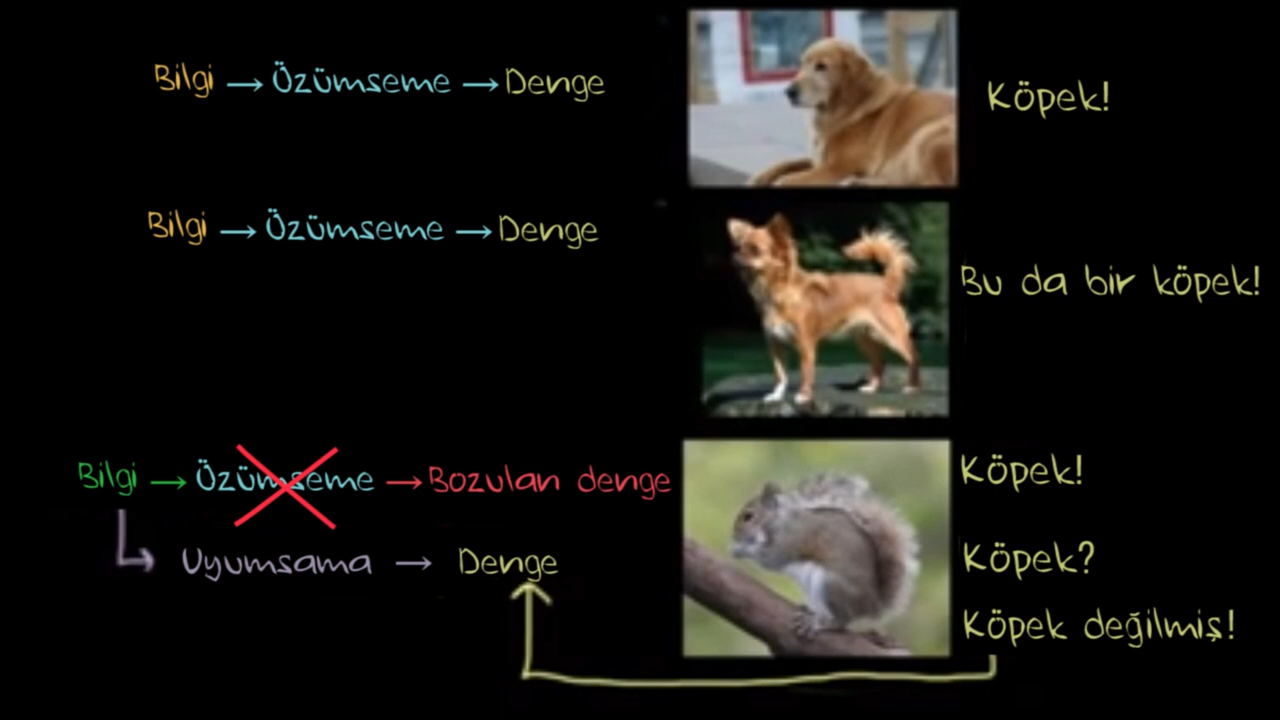 Bilgi → Özümseme → Denge
Köpek!
Bilgi → Özümseme → Denge
Bu da bir köpek!
Bilgi → Özümseme → Bozulan denge
Köpek!
Uyumsama → Denge
Köpek?
Köpek değilmiş!